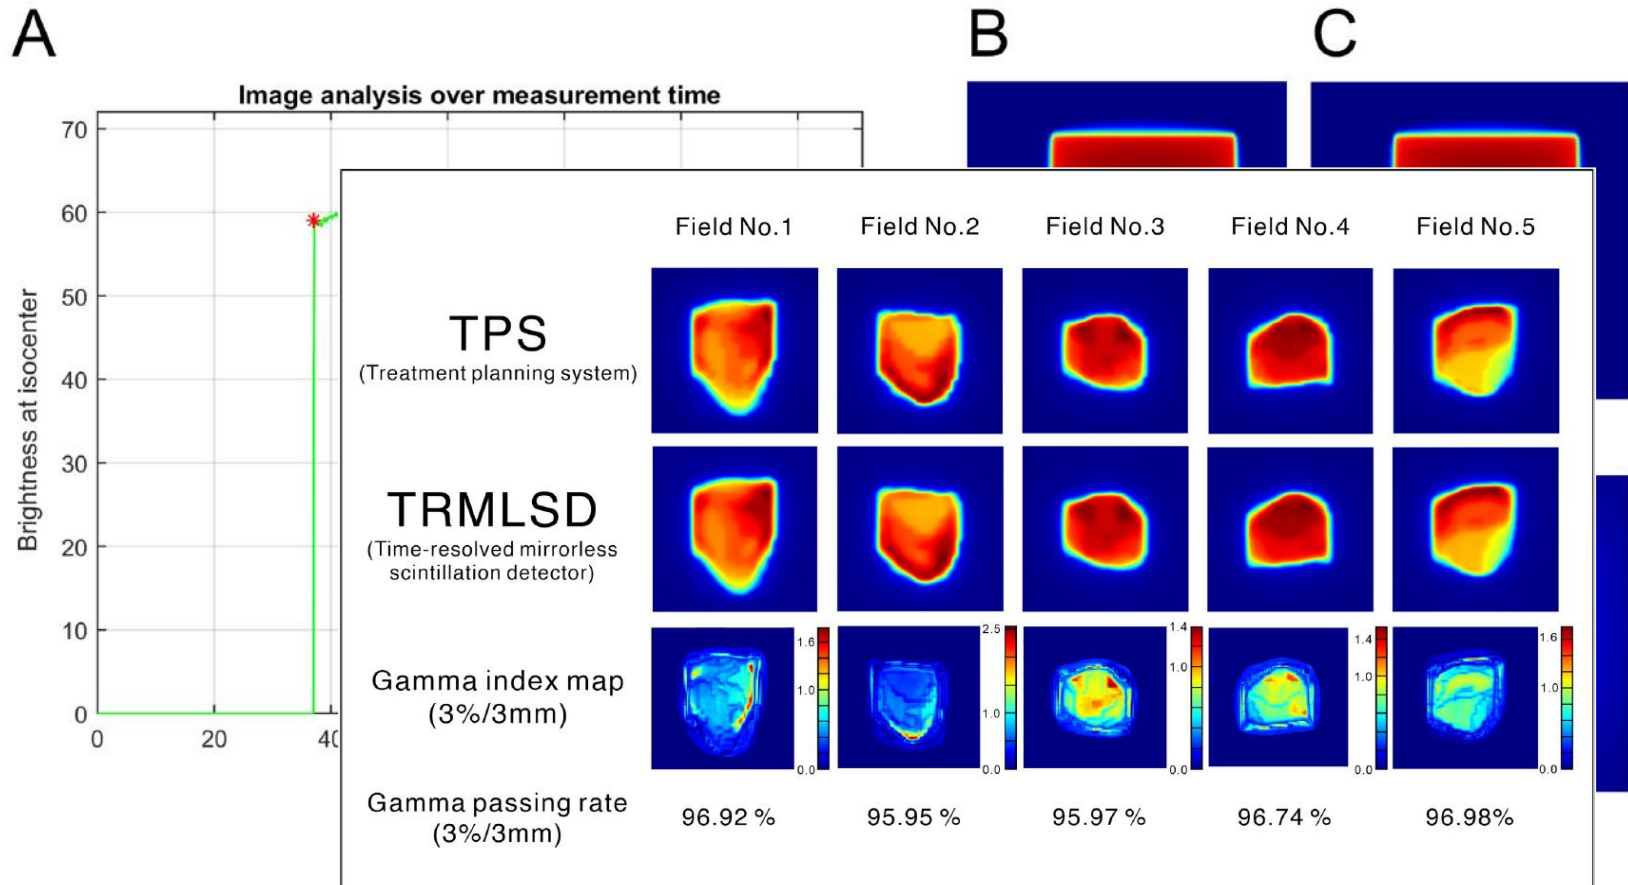 A
B
C
Image analysis over measurement time
70
60
50
40
30
20
10
0
Brightness at isocenter
0
20
Field No.1
Field No.2
Field No.3
Field No.4
Field No.5
TPS
(Treatment planning system)
TRMLSD
(Time-resolved mirrorless
scintillation detector)
Gamma index map
(3%/3mm)
1.6
1.0
0.0
2.5
1.0
0.0
1.4
1.0
0.0
1.4
1.0
0.0
1.6
1.0
0.0
Gamma passing rate
(3%/3mm)
96.92 %
95.95 %
95.97 %
96.74 %
96.98%